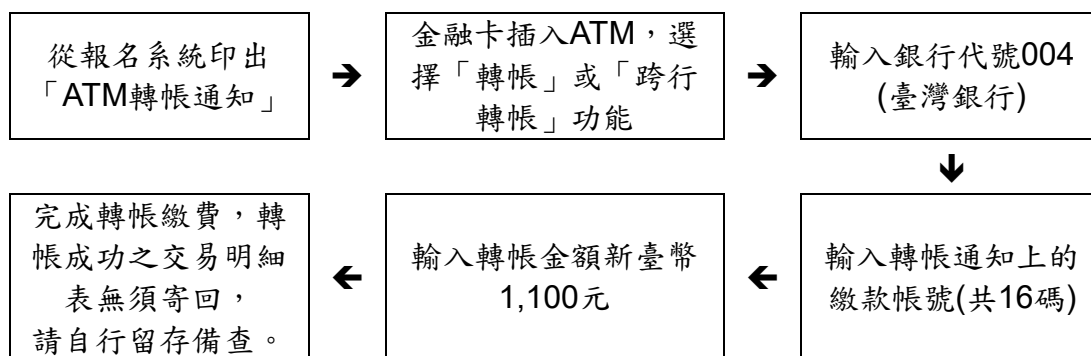 從報名系統印出
「ATM轉帳通知」
金融卡插入ATM，選
擇「轉帳」或「跨行
轉帳」功能
輸入銀行代號004
(臺灣銀行)
輸入轉帳通知上的
繳款帳號(共16碼)
輸入轉帳金額新臺幣
1,100元
完成轉帳繳費，轉
帳成功之交易明細
表無須寄回，
請自行留存備查。